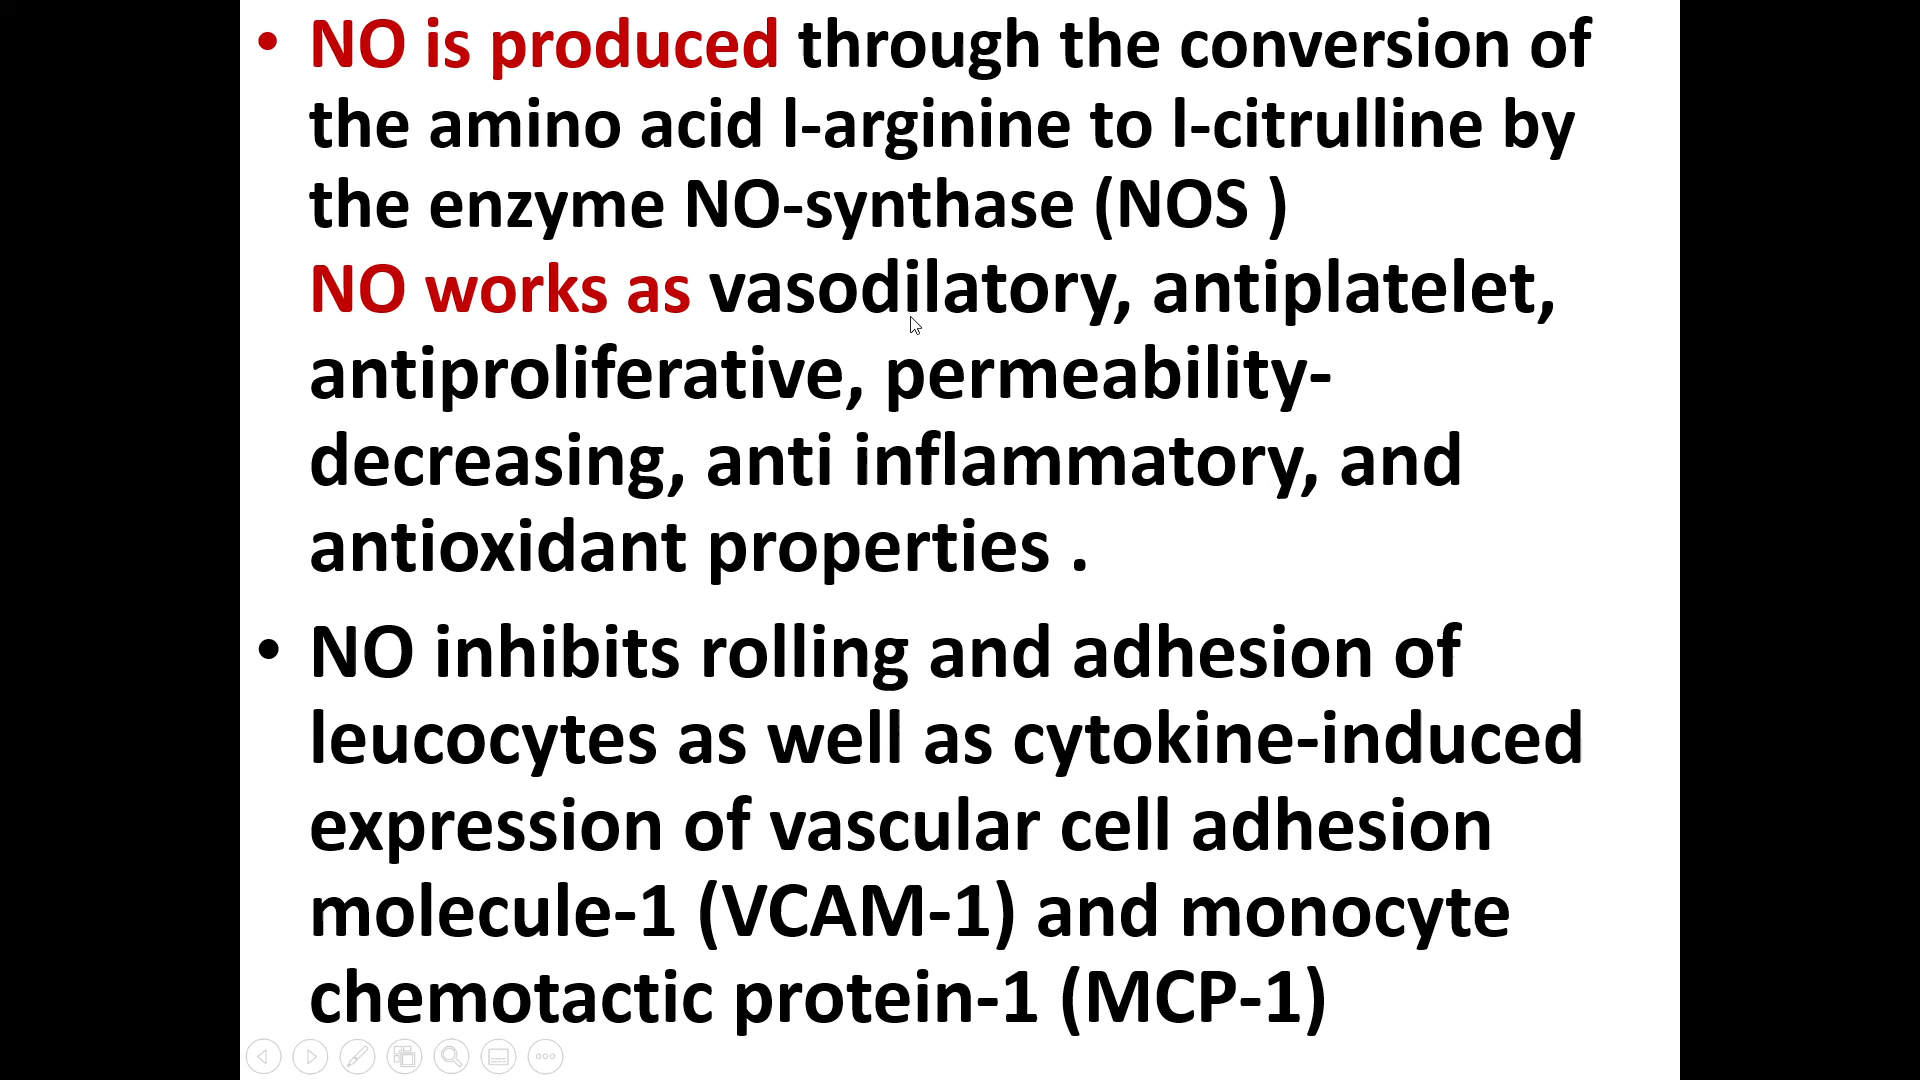 • NO is produced through the conversion of
the amino acid l-arginine to l-citrulline by
the enzyme NO-synthase (NOS )
NO works as vasodilatory, antiplatelet,
antiproliferative, permeability-
decreasing, anti inflammatory, and
antioxidant properties .
• NO inhibits rolling and adhesion of
leucocytes as well as cytokine-induced
expression of vascular cell adhesion
molecule-1 (VCAM-1) and monocyte
chemotactic protein-1 (MCP-1)